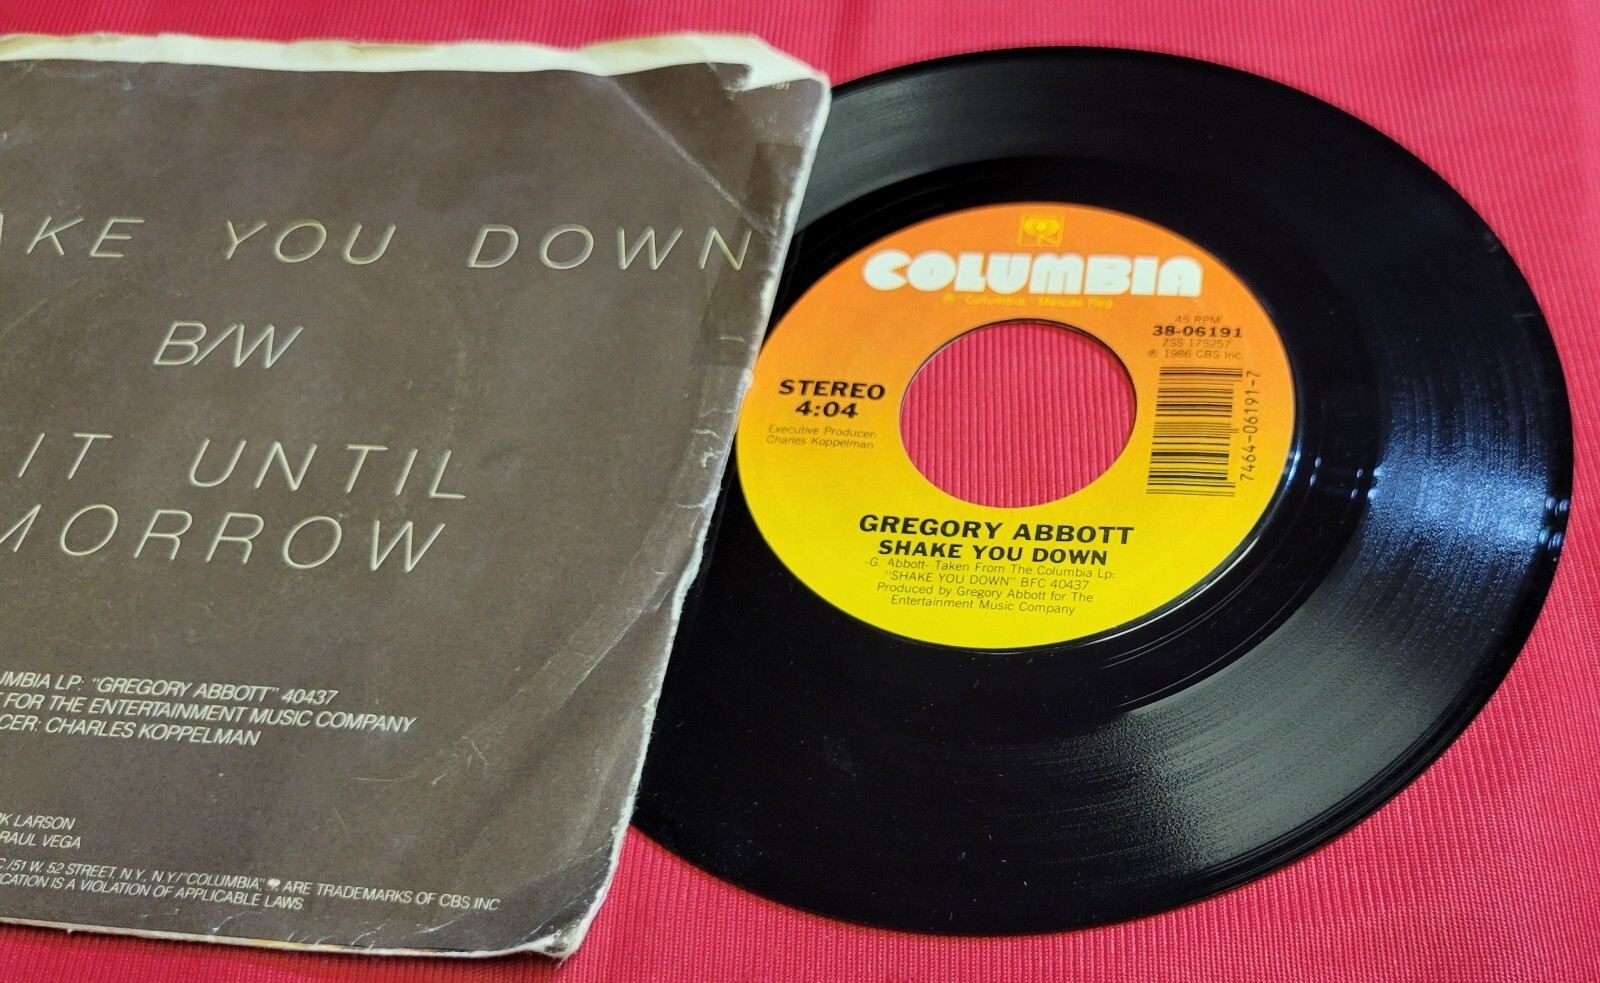 AKE YOU DOWN
B/W
IT UNTIL
MORROW
UMBIA LP: "GREGORY ABBOTT" 40437
FOR THE ENTERTAINMENT MUSIC COMPANY
CER: CHARLES KOPPELMAN
RK LARSON
RAUL VEGA
C./51 W. 52 STREET, N.Y., N.Y./"COLUMBIA," ARE TRADEMARKS OF CBS INC.
CATION IS A VIOLATION OF APPLICABLE LAWS.
COLUMBIA
® "Columbia," Marcas Reg.
45 RPM
38-06191
ZSS 175257
℗ 1986 CBS Inc.
STEREO
4:04
Executive Producer:
Charles Koppelman
7464-06191-7
GREGORY ABBOTT
SHAKE YOU DOWN
-G. Abbott- Taken From The Columbia Lp:
"SHAKE YOU DOWN" BFC 40437
Produced by Gregory Abbott for The
Entertainment Music Company